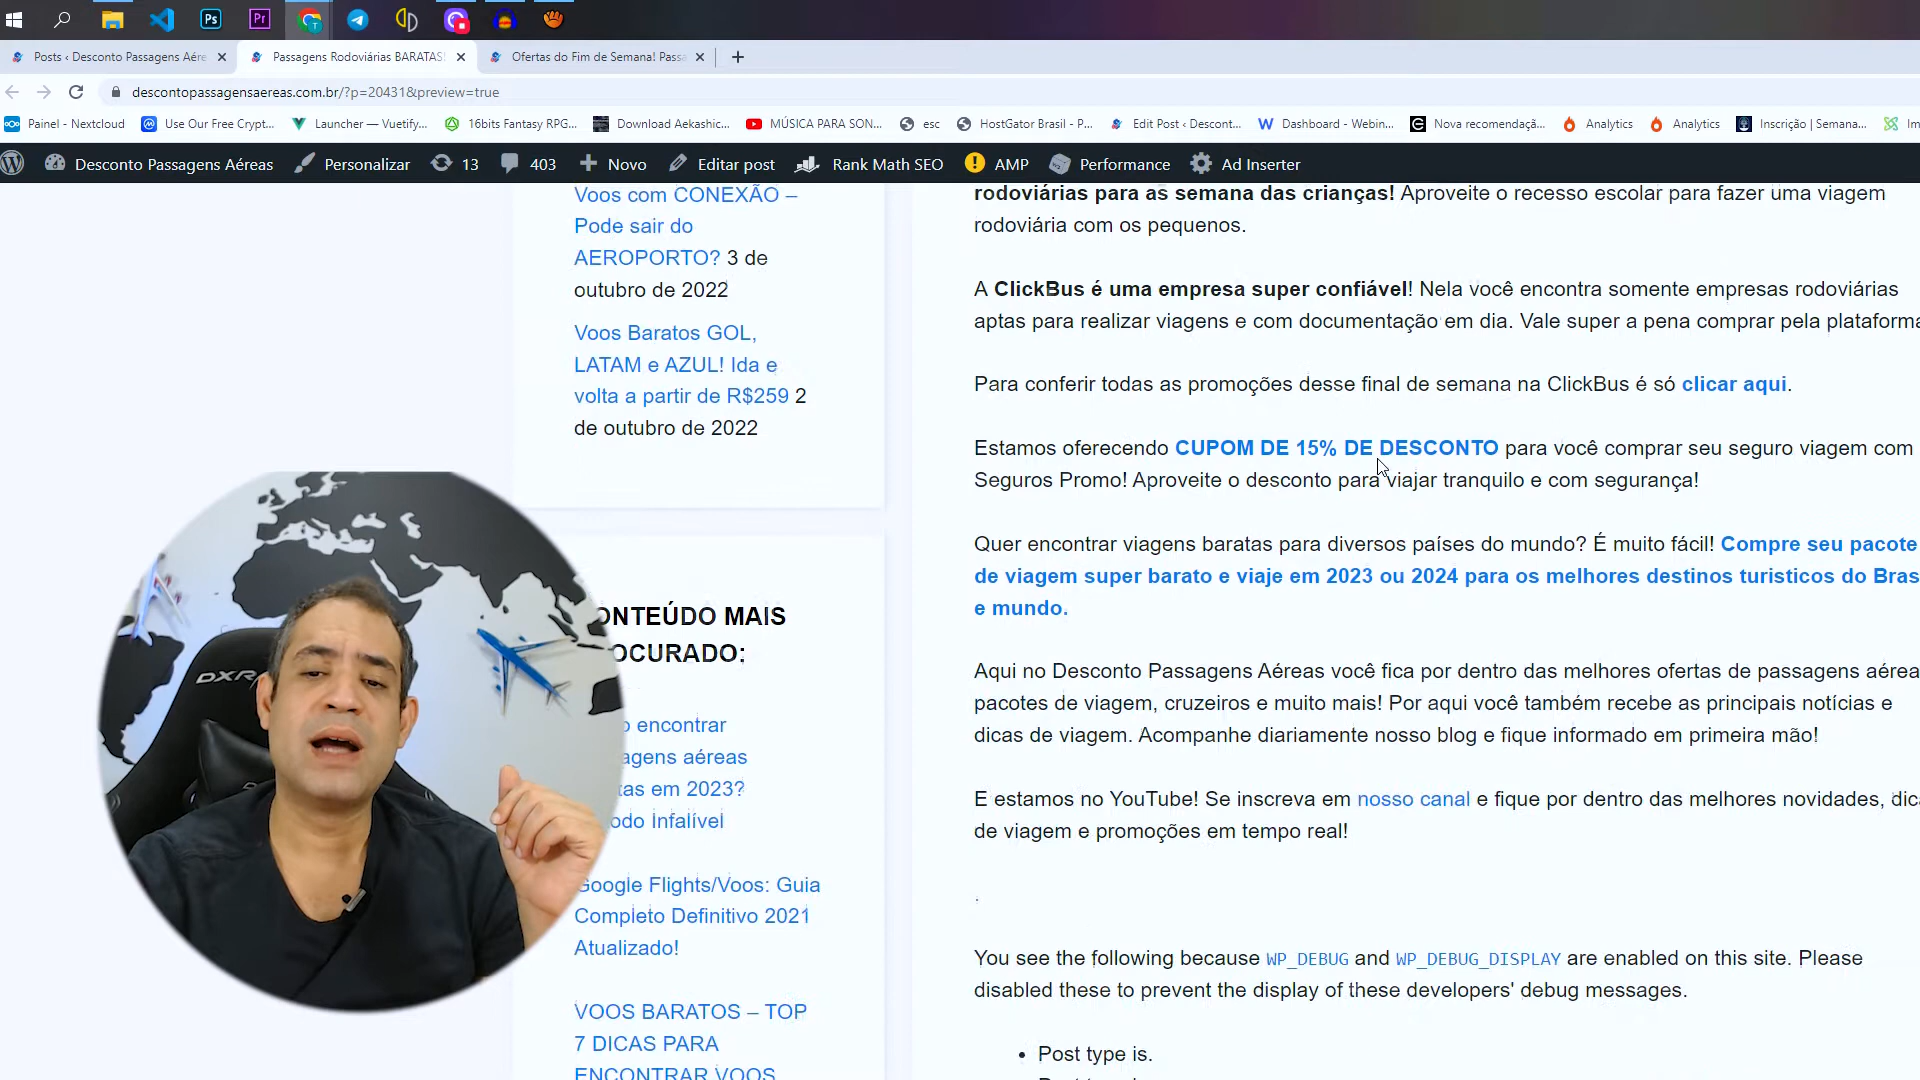 Ps
Pr
Posts ‹ Desconto Passagens Aére
Passagens Rodoviárias BARATAS!
Ofertas do Fim de Semana! Passa
descontopassagensaereas.com.br/?p=20431&preview=true
Painel - Nextcloud
Use Our Free Crypt...
Launcher — Vuetify...
16bits Fantasy RPG...
Download Aekashic...
MÚSICA PARA SON...
esc
HostGator Brasil - P...
Edit Post ‹ Descont...
Dashboard - Webin...
Nova recomendaçã...
Analytics
Analytics
Inscrição | Semana...
Im
Desconto Passagens Aéreas
Personalizar
13
403
Novo
Editar post
Rank Math SEO
AMP
Performance
Ad Inserter
Voos com CONEXÃO –
Pode sair do
AEROPORTO? 3 de
outubro de 2022
Voos Baratos GOL,
LATAM e AZUL! Ida e
volta a partir de R$259 2
de outubro de 2022
ONTEÚDO MAIS
OCURADO:
o encontrar
agens aéreas
tas em 2023?
odo Infalível
Google Flights/Voos: Guia
Completo Definitivo 2021
Atualizado!
VOOS BARATOS – TOP
7 DICAS PARA
ENCONTRAR VOOS
rodoviárias para as semana das crianças! Aproveite o recesso escolar para fazer uma viagem
rodoviária com os pequenos.
A ClickBus é uma empresa super confiável! Nela você encontra somente empresas rodoviárias
aptas para realizar viagens e com documentação em dia. Vale super a pena comprar pela plataforma
Para conferir todas as promoções desse final de semana na ClickBus é só clicar aqui.
Estamos oferecendo CUPOM DE 15% DE DESCONTO para você comprar seu seguro viagem com
Seguros Promo! Aproveite o desconto para viajar tranquilo e com segurança!
Quer encontrar viagens baratas para diversos países do mundo? É muito fácil! Compre seu pacote
de viagem super barato e viaje em 2023 ou 2024 para os melhores destinos turisticos do Bras
e mundo.
Aqui no Desconto Passagens Aéreas você fica por dentro das melhores ofertas de passagens aérea
pacotes de viagem, cruzeiros e muito mais! Por aqui você também recebe as principais notícias e
dicas de viagem. Acompanhe diariamente nosso blog e fique informado em primeira mão!
E estamos no YouTube! Se inscreva em nosso canal e fique por dentro das melhores novidades, dica
de viagem e promoções em tempo real!
.
You see the following because WP_DEBUG and WP_DEBUG_DISPLAY are enabled on this site. Please
disabled these to prevent the display of these developers' debug messages.
• Post type is.
DXR